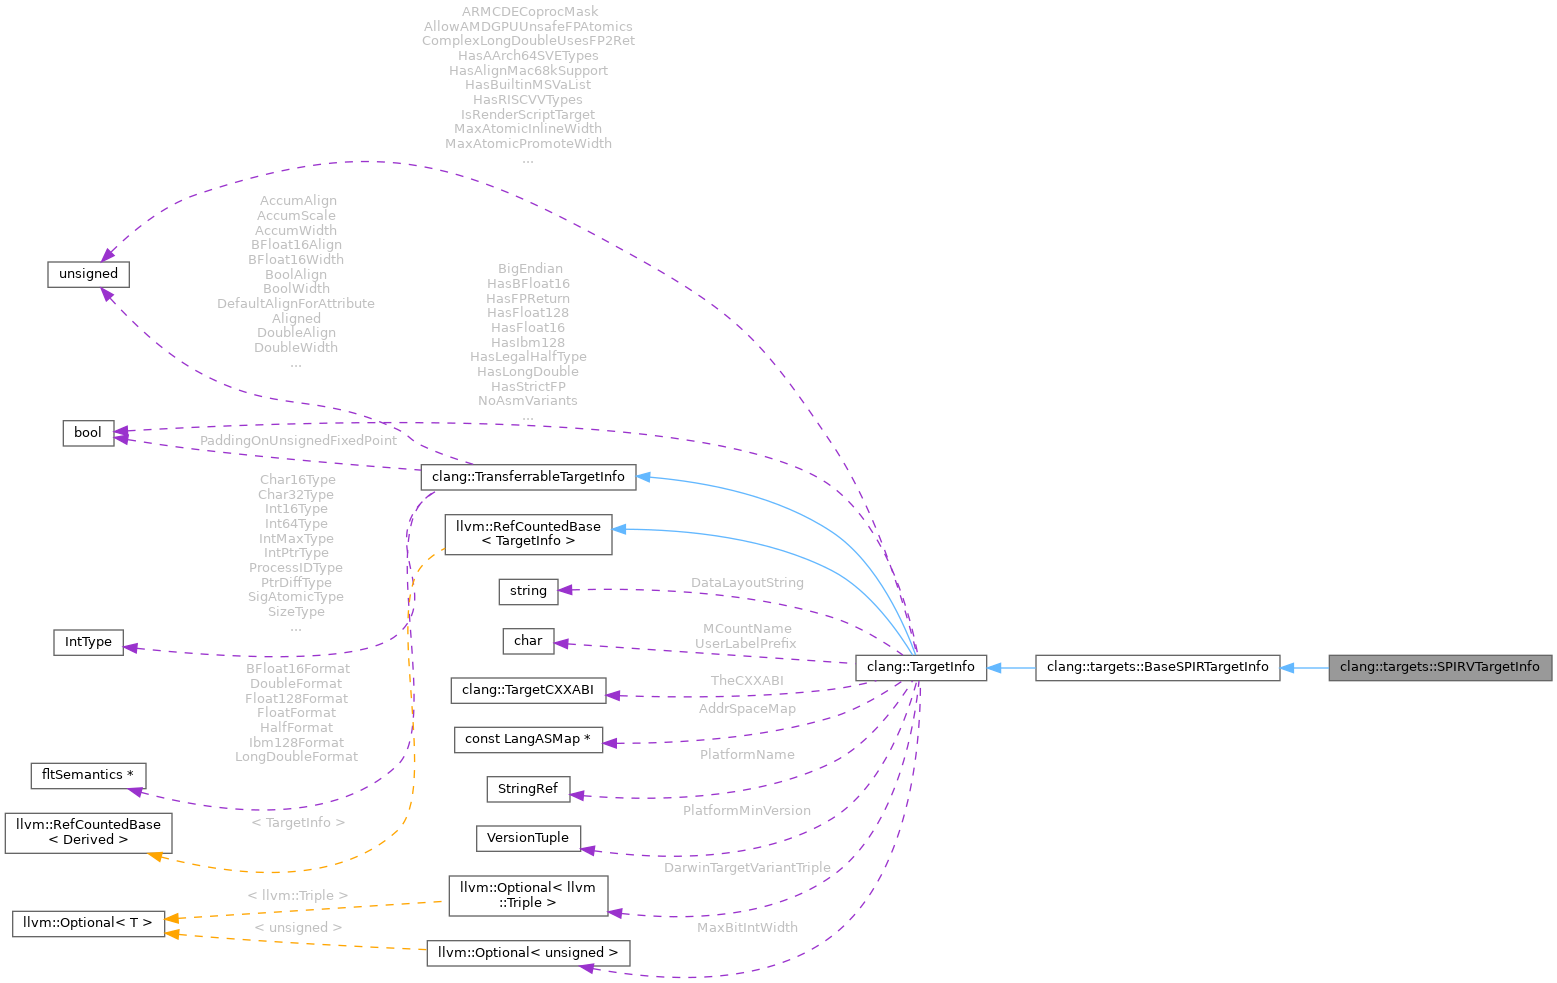 ARMCDECoprocMask
AllowAMDGPUUnsafeFPAtomics
ComplexLongDoubleUsesFP2Ret
HasAArch64SVETypes
HasAlignMac68kSupport
HasBuiltinMSVaList
HasRISCVVTypes
IsRenderScriptTarget
MaxAtomicInlineWidth
MaxAtomicPromoteWidth
...
AccumAlign
AccumScale
AccumWidth
BFloat16Align
BFloat16Width
BoolAlign
BoolWidth
DefaultAlignForAttribute
Aligned
DoubleAlign
DoubleWidth
...
unsigned
BigEndian
HasBFloat16
HasFPReturn
HasFloat128
HasFloat16
HasIbm128
HasLegalHalfType
HasLongDouble
HasStrictFP
NoAsmVariants
...
bool
PaddingOnUnsignedFixedPoint
clang::TransferrableTargetInfo
Char16Type
Char32Type
Int16Type
Int64Type
IntMaxType
IntPtrType
ProcessIDType
PtrDiffType
SigAtomicType
SizeType
...
llvm::RefCountedBase
< TargetInfo >
string
DataLayoutString
IntType
char
MCountName
UserLabelPrefix
clang::TargetInfo
clang::targets::BaseSPIRTargetInfo
clang::targets::SPIRVTargetInfo
BFloat16Format
DoubleFormat
Float128Format
FloatFormat
HalfFormat
Ibm128Format
LongDoubleFormat
clang::TargetCXXABI
TheCXXABI
AddrSpaceMap
const LangASMap *
PlatformName
fltSemantics *
StringRef
PlatformMinVersion
llvm::RefCountedBase
< Derived >
< TargetInfo >
VersionTuple
DarwinTargetVariantTriple
llvm::Optional< llvm
::Triple >
< llvm::Triple >
llvm::Optional< T >
< unsigned >
MaxBitIntWidth
llvm::Optional< unsigned >